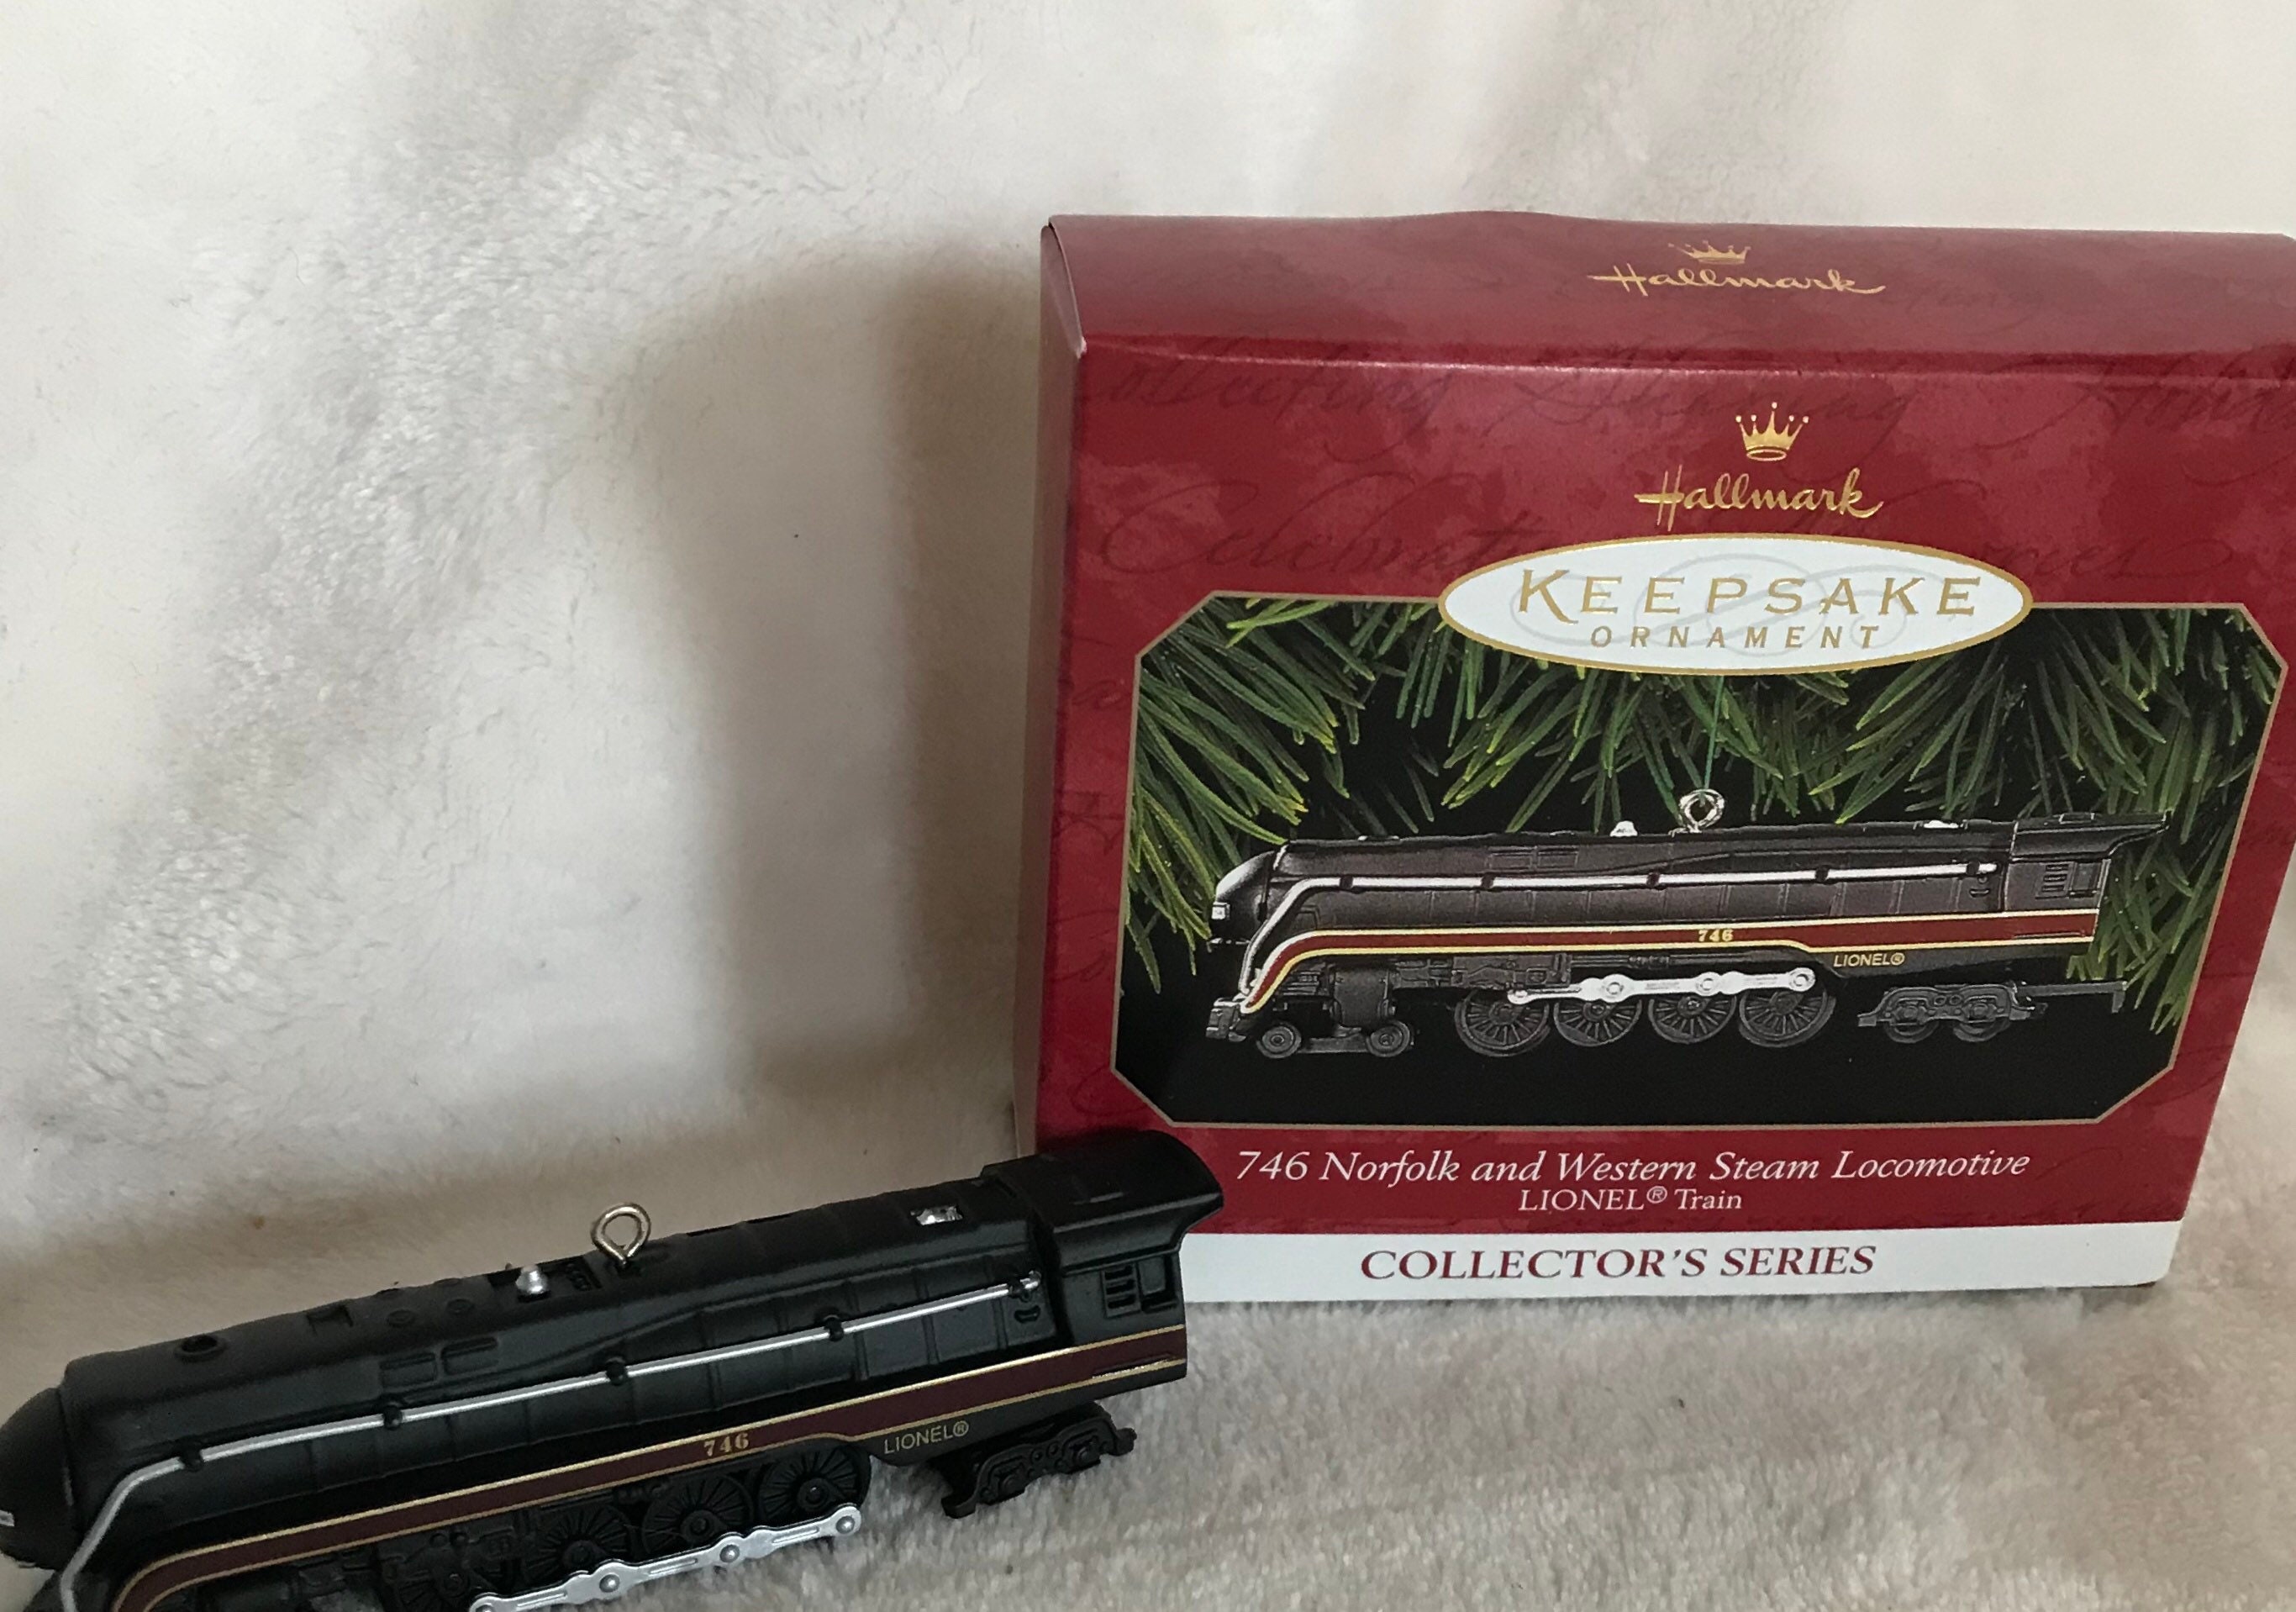 Hallmark
Hallmark
KEEPSAKE
ORNAMENT
746
LIONEL®
746 Norfolk and Western Steam Locomotive
LIONEL® Train
COLLECTOR'S SERIES
746
LIONEL®